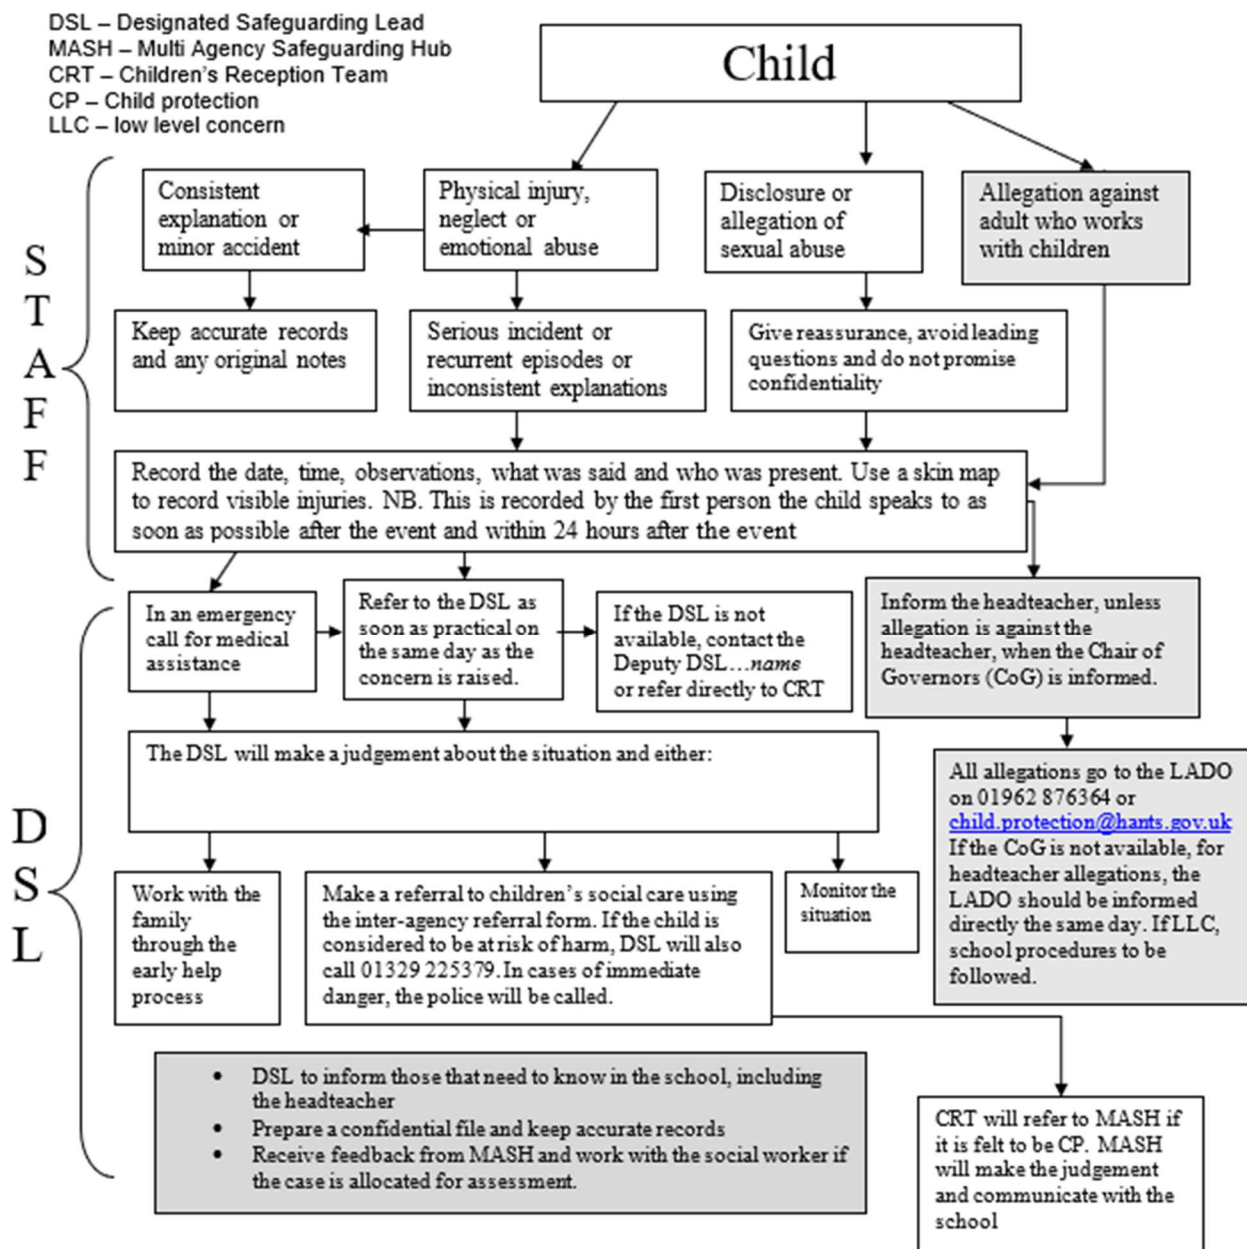 DSL – Designated Safeguarding Lead
MASH – Multi Agency Safeguarding Hub
CRT – Children's Reception Team
CP – Child protection
LLC – low level concern
Child
STAFF
Consistent
explanation or
minor accident
Physical injury,
neglect or
emotional abuse
Disclosure or
allegation of
sexual abuse
Allegation against
adult who works
with children
Keep accurate records
and any original notes
Serious incident or
recurrent episodes or
inconsistent explanations
Give reassurance, avoid leading
questions and do not promise
confidentiality
Record the date, time, observations, what was said and who was present. Use a skin map
to record visible injuries. NB. This is recorded by the first person the child speaks to as
soon as possible after the event and within 24 hours after the event
DSL
In an emergency
call for medical
assistance
Refer to the DSL as
soon as practical on
the same day as the
concern is raised.
If the DSL is not
available, contact the
Deputy DSL...name
or refer directly to CRT
Inform the headteacher, unless
allegation is against the
headteacher, when the Chair of
Governors (CoG) is informed.
The DSL will make a judgement about the situation and either:
All allegations go to the LADO
on 01962 876364 or
child.protection@hants.gov.uk
If the CoG is not available, for
headteacher allegations, the
LADO should be informed
directly the same day. If LLC,
school procedures to be
followed.
Work with the
family
through the
early help
process
Make a referral to children's social care using
the inter-agency referral form. If the child is
considered to be at risk of harm, DSL will also
call 01329 225379. In cases of immediate
danger, the police will be called.
Monitor the
situation
• DSL to inform those that need to know in the school, including
the headteacher
• Prepare a confidential file and keep accurate records
• Receive feedback from MASH and work with the social worker if
the case is allocated for assessment.
CRT will refer to MASH if
it is felt to be CP. MASH
will make the judgement
and communicate with the
school